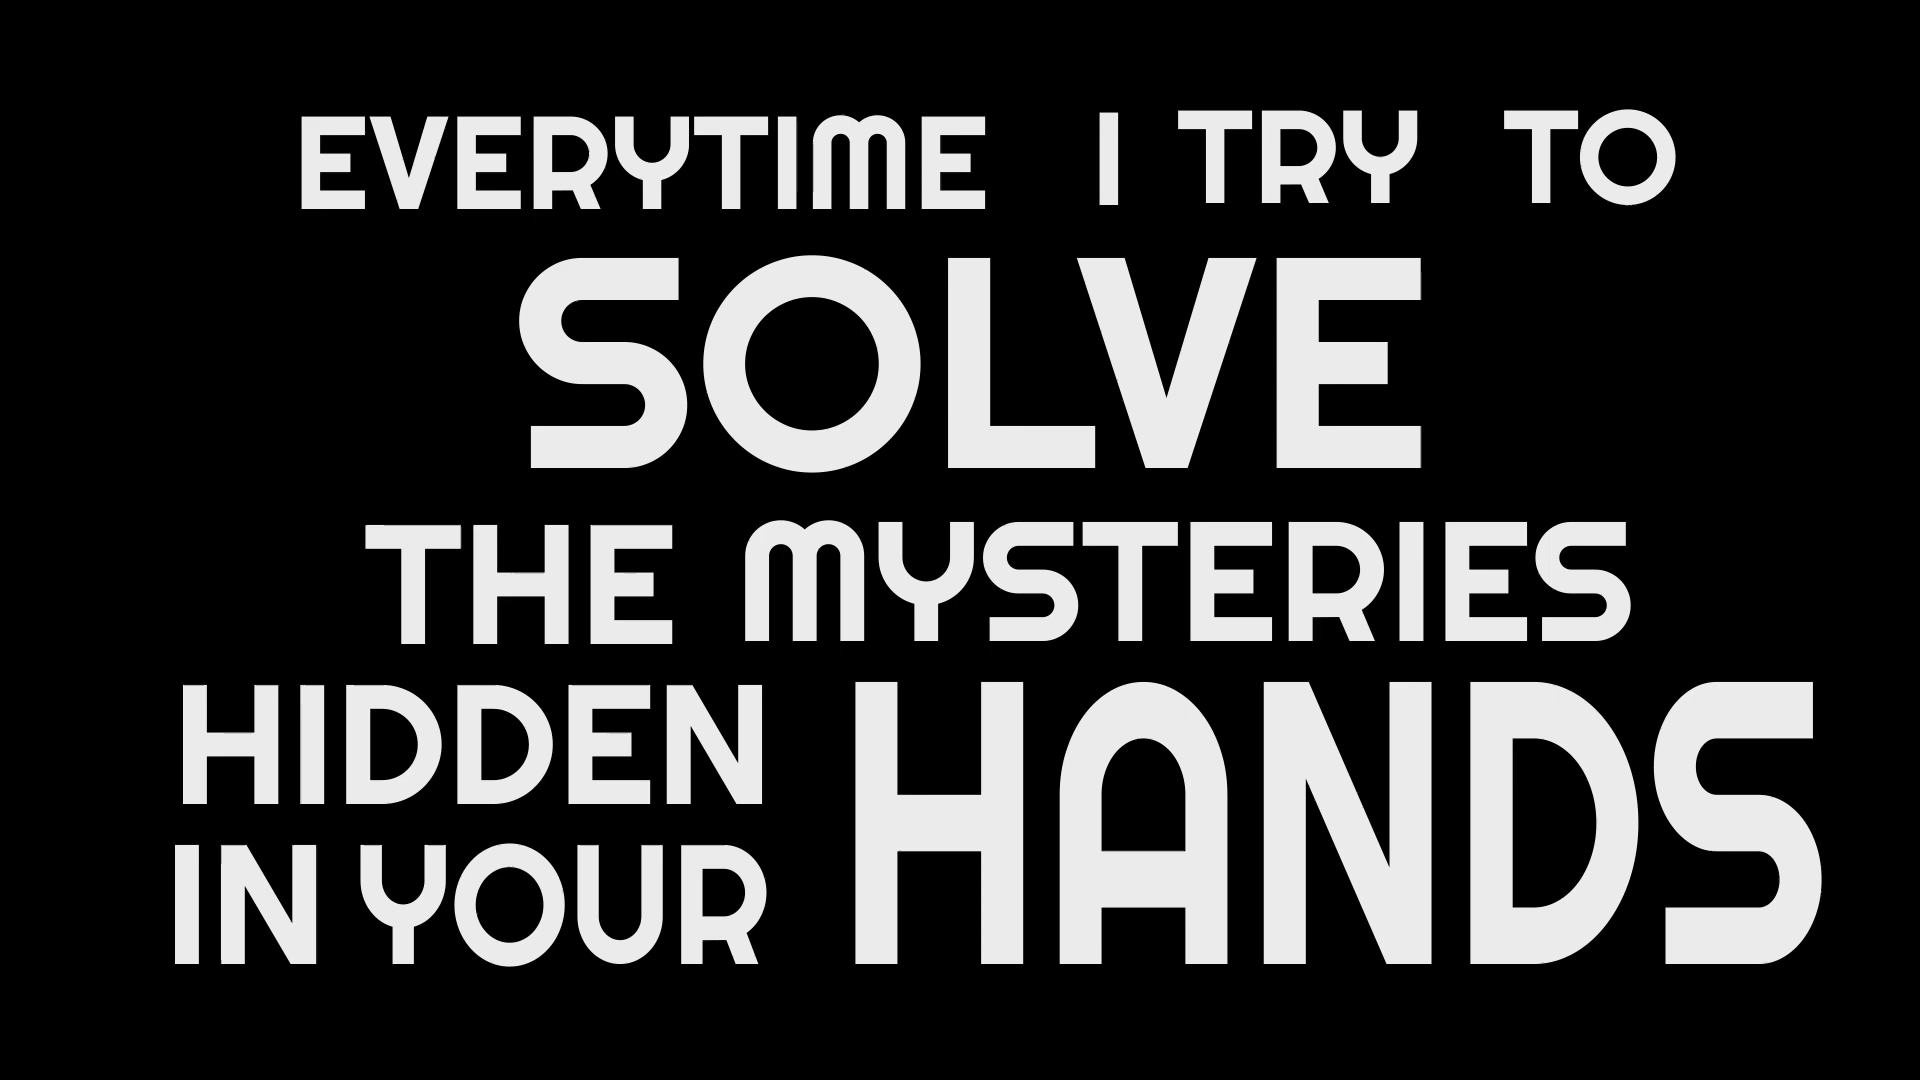 EVERYTIME I TRY TO
SOLVE
THE MYSTERIES
HIDDEN
IN YOUR
HANDS